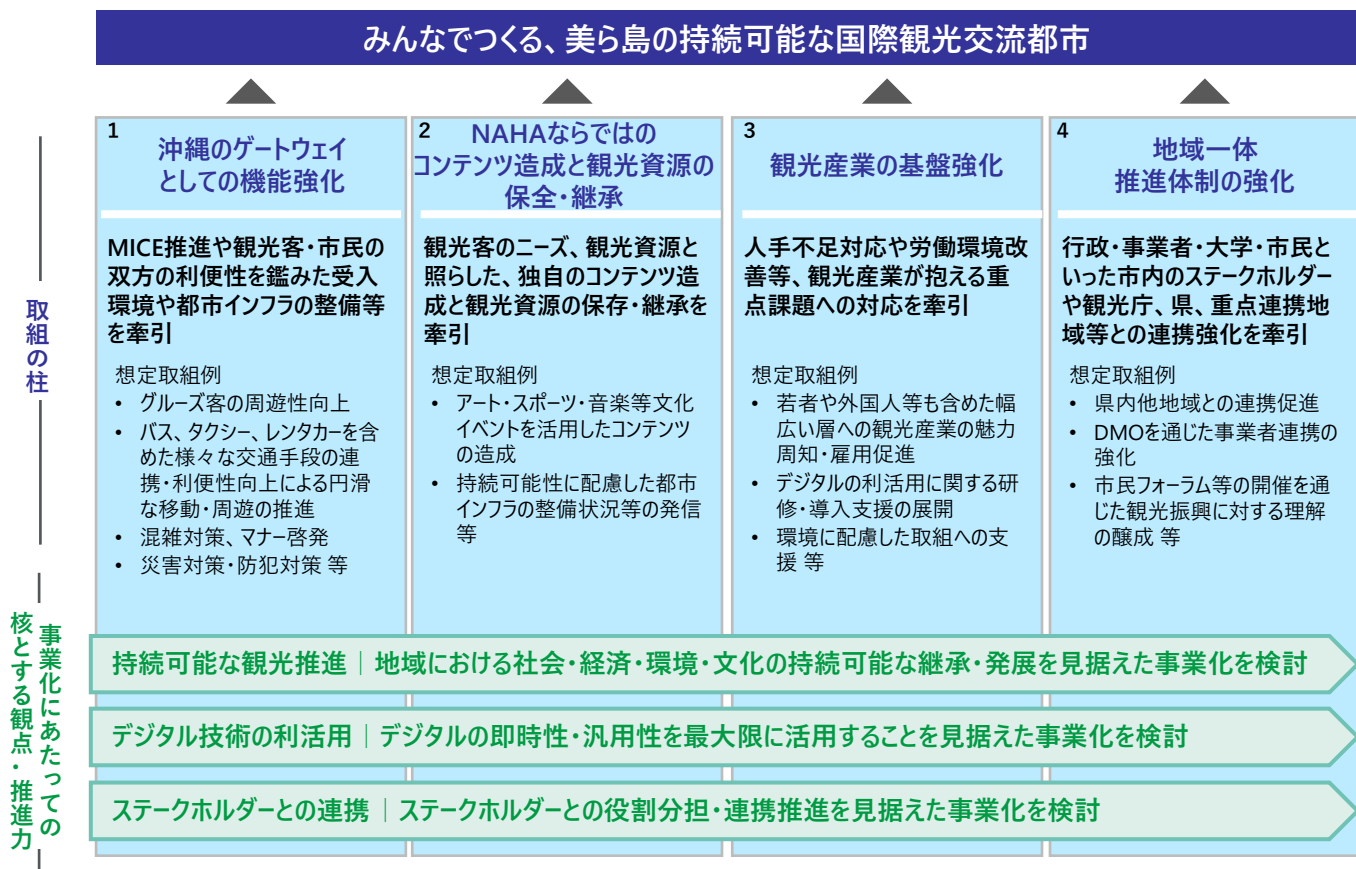 みんなでつくる、美ら島の持続可能な国際観光交流都市
取組の柱
1
沖縄のゲートウェイ
としての機能強化
MICE推進や観光客・市民の
双方の利便性を鑑みた受入
環境や都市インフラの整備等
を牽引
想定取組例
• グルーズ客の周遊性向上
• バス、タクシー、レンタカーを含
めた様々な交通手段の連
携・利便性向上による円滑
な移動・周遊の推進
• 混雑対策、マナー啓発
• 災害対策・防犯対策 等
2
NAHAならではの
コンテンツ造成と観光資源の
保全・継承
観光客のニーズ、観光資源と
照らした、独自のコンテンツ造
成と観光資源の保存・継承を
牽引
想定取組例
• アート・スポーツ・音楽等文化
イベントを活用したコンテンツ
の造成
• 持続可能性に配慮した都市
インフラの整備状況等の発信
等
3
観光産業の基盤強化
人手不足対応や労働環境改
善等、観光産業が抱える重
点課題への対応を牽引
想定取組例
• 若者や外国人等も含めた幅
広い層への観光産業の魅力
周知・雇用促進
• デジタルの利活用に関する研
修・導入支援の展開
• 環境に配慮した取組への支
援 等
4
地域一体
推進体制の強化
行政・事業者・大学・市民と
いった市内のステークホルダー
や観光庁、県、重点連携地
域等との連携強化を牽引
想定取組例
• 県内他地域との連携促進
• DMOを通じた事業者連携の
強化
• 市民フォーラム等の開催を通
じた観光振興に対する理解
の醸成 等
事業化にあたっての
核とする観点・推進力
持続可能な観光推進｜地域における社会・経済・環境・文化の持続可能な継承・発展を見据えた事業化を検討
デジタル技術の利活用｜デジタルの即時性・汎用性を最大限に活用することを見据えた事業化を検討
ステークホルダーとの連携｜ステークホルダーとの役割分担・連携推進を見据えた事業化を検討